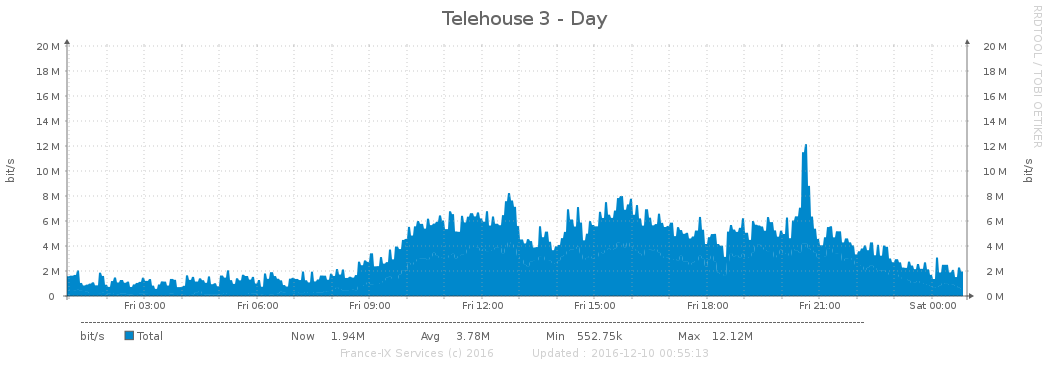 Telehouse 3 - Day
RRDTOOL / TOBI OETIKER
bit/s
bit/s
20 M 20 M
18 M 18 M
16 M 16 M
14 M 14 M
12 M 12 M
10 M 10 M
8 M 8 M
6 M 6 M
4 M 4 M
2 M 2 M
0 0 M
Fri 03:00 Fri 06:00 Fri 09:00 Fri 12:00 Fri 15:00 Fri 18:00 Fri 21:00 Sat 00:00
bit/s Total Now 1.94M Avg 3.78M Min 552.75k Max 12.12M
France-IX Services (c) 2016 Updated : 2016-12-10 00:55:13